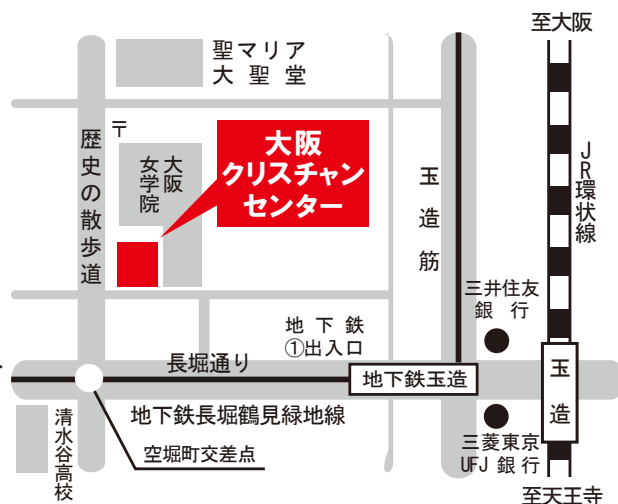 至大阪
聖マリア
大聖堂
〒
大阪
女学院
大阪
クリスチャン
センター
歴史の散歩道
玉造筋
JR環状線
三井住友
銀行
地下鉄
①出入口
長堀通り
地下鉄玉造
玉造
清水谷高校
地下鉄長堀鶴見緑地線
空堀町交差点
三菱東京
UFJ 銀行
至天王寺